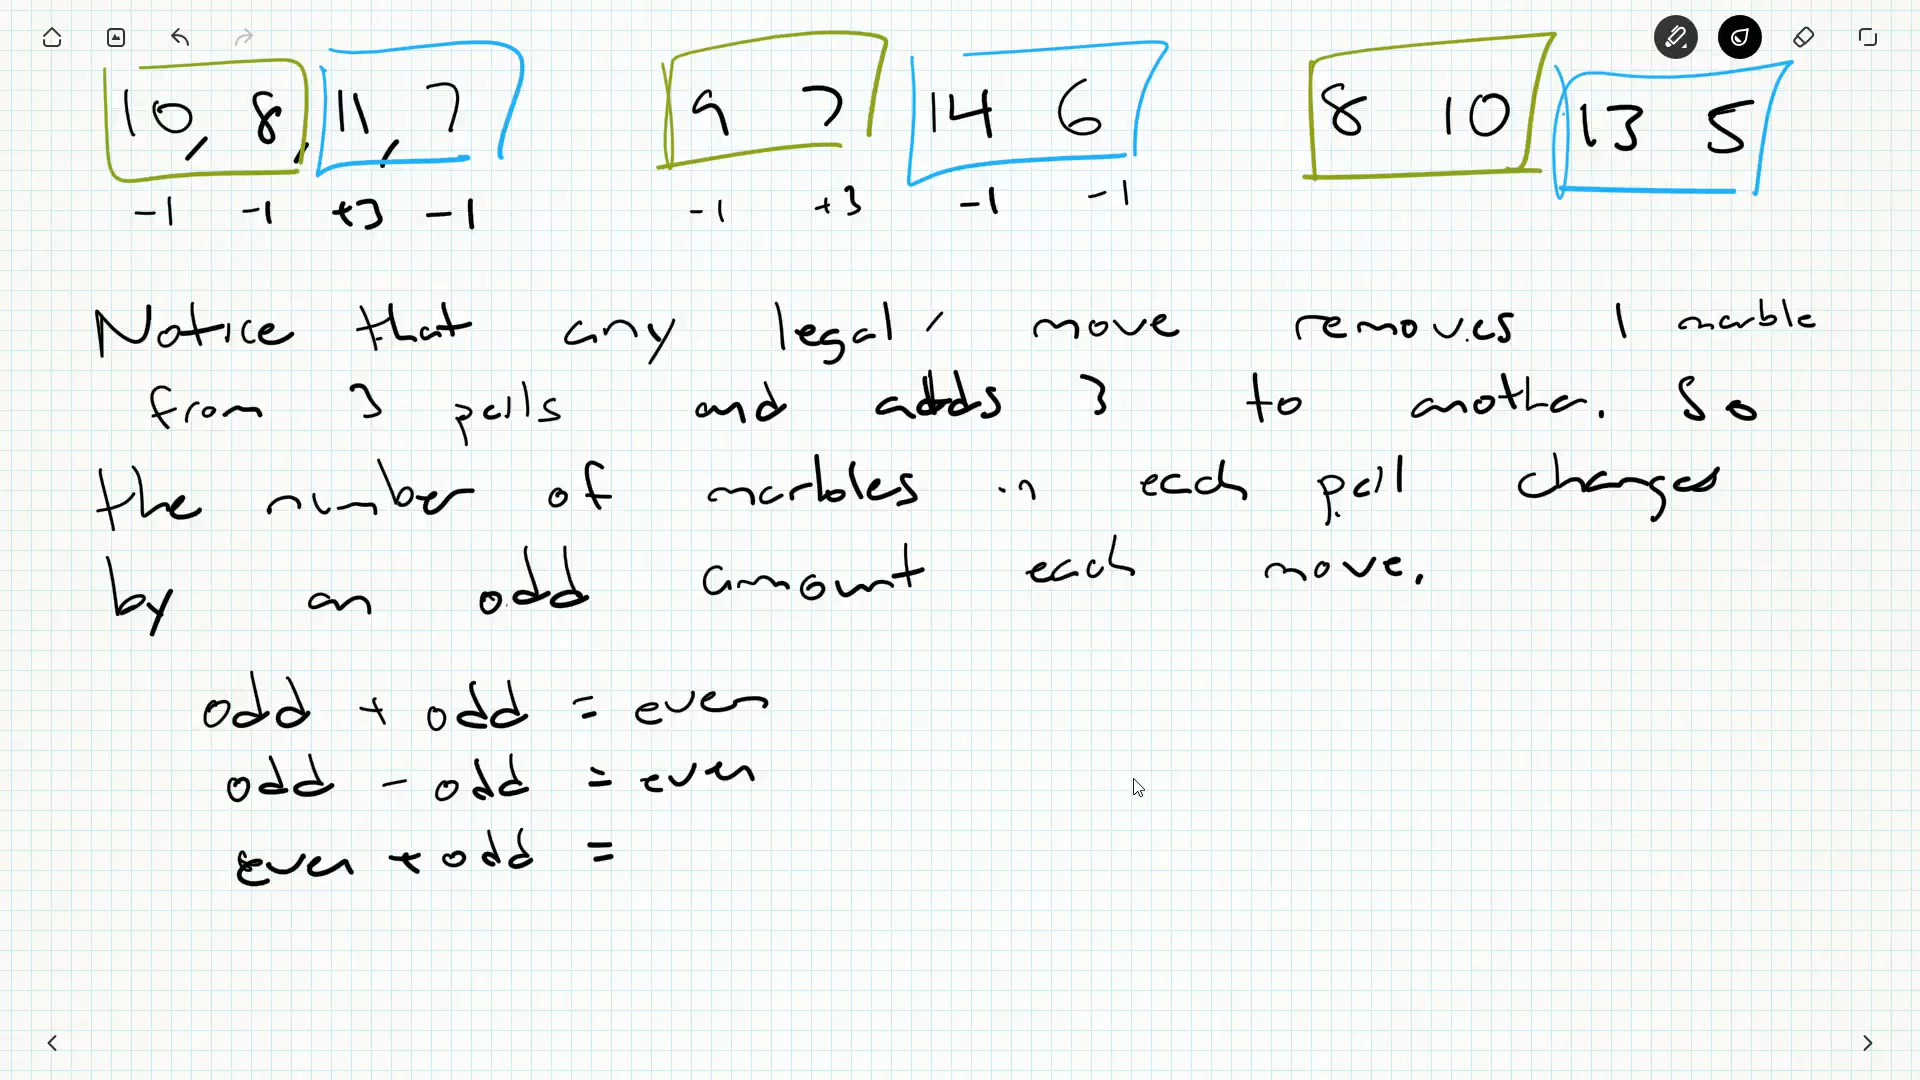 10, 8, 11, 7 9 7 14 6 8 10 13 5
-1 -1 +3 -1 -1 +3 -1 -1
Notice that any legal move removes 1 marble
from 3 pails and adds 3 to another. So
the number of marbles in each pail changes
by an odd amount each move.
odd + odd = even
odd - odd = even
even + odd =